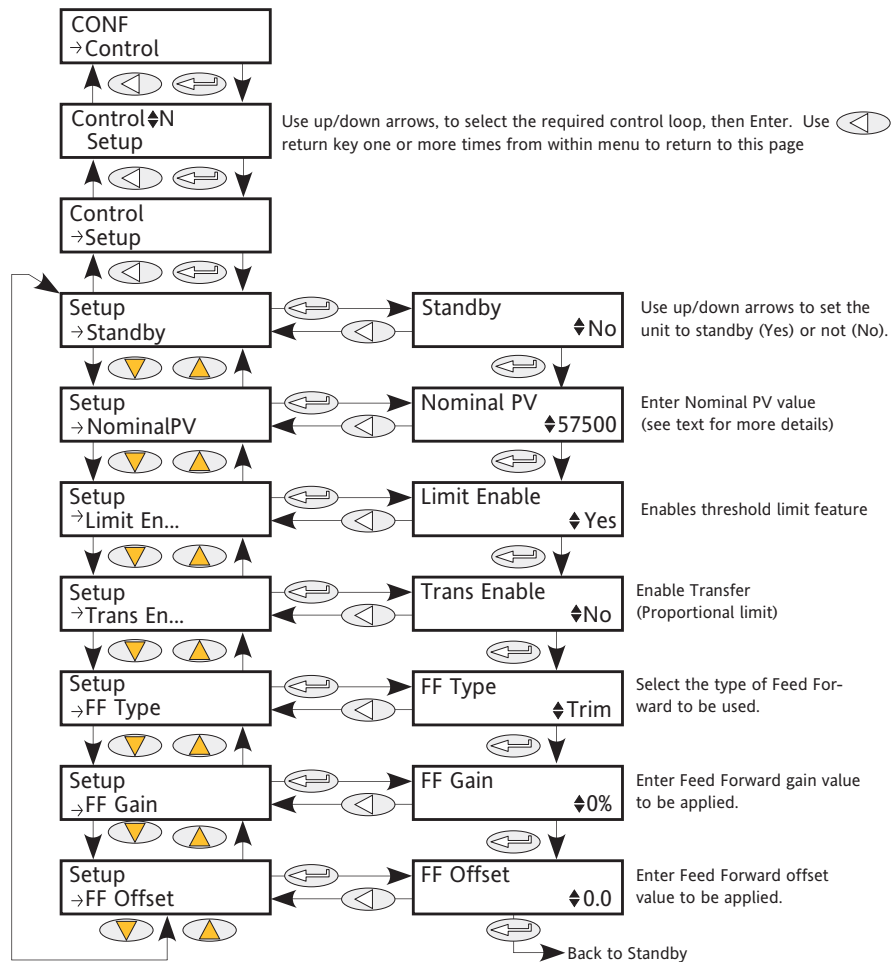 CONF
→Control
Control♦N
Setup
Use up/down arrows, to select the required control loop, then Enter. Use
return key one or more times from within menu to return to this page
Control
→Setup
Setup
→Standby
Standby
♦No
Use up/down arrows to set the
unit to standby (Yes) or not (No).
Setup
→NominalPV
Nominal PV
♦57500
Enter Nominal PV value
(see text for more details)
Setup
→Limit En...
Limit Enable
♦Yes
Enables threshold limit feature
Setup
→Trans En...
Trans Enable
♦No
Enable Transfer
(Proportional limit)
Setup
→FF Type
FF Type
♦Trim
Select the type of Feed For-
ward to be used.
Setup
→FF Gain
FF Gain
♦0%
Enter Feed Forward gain value
to be applied.
Setup
→FF Offset
FF Offset
♦0.0
Enter Feed Forward offset
value to be applied.
Back to Standby